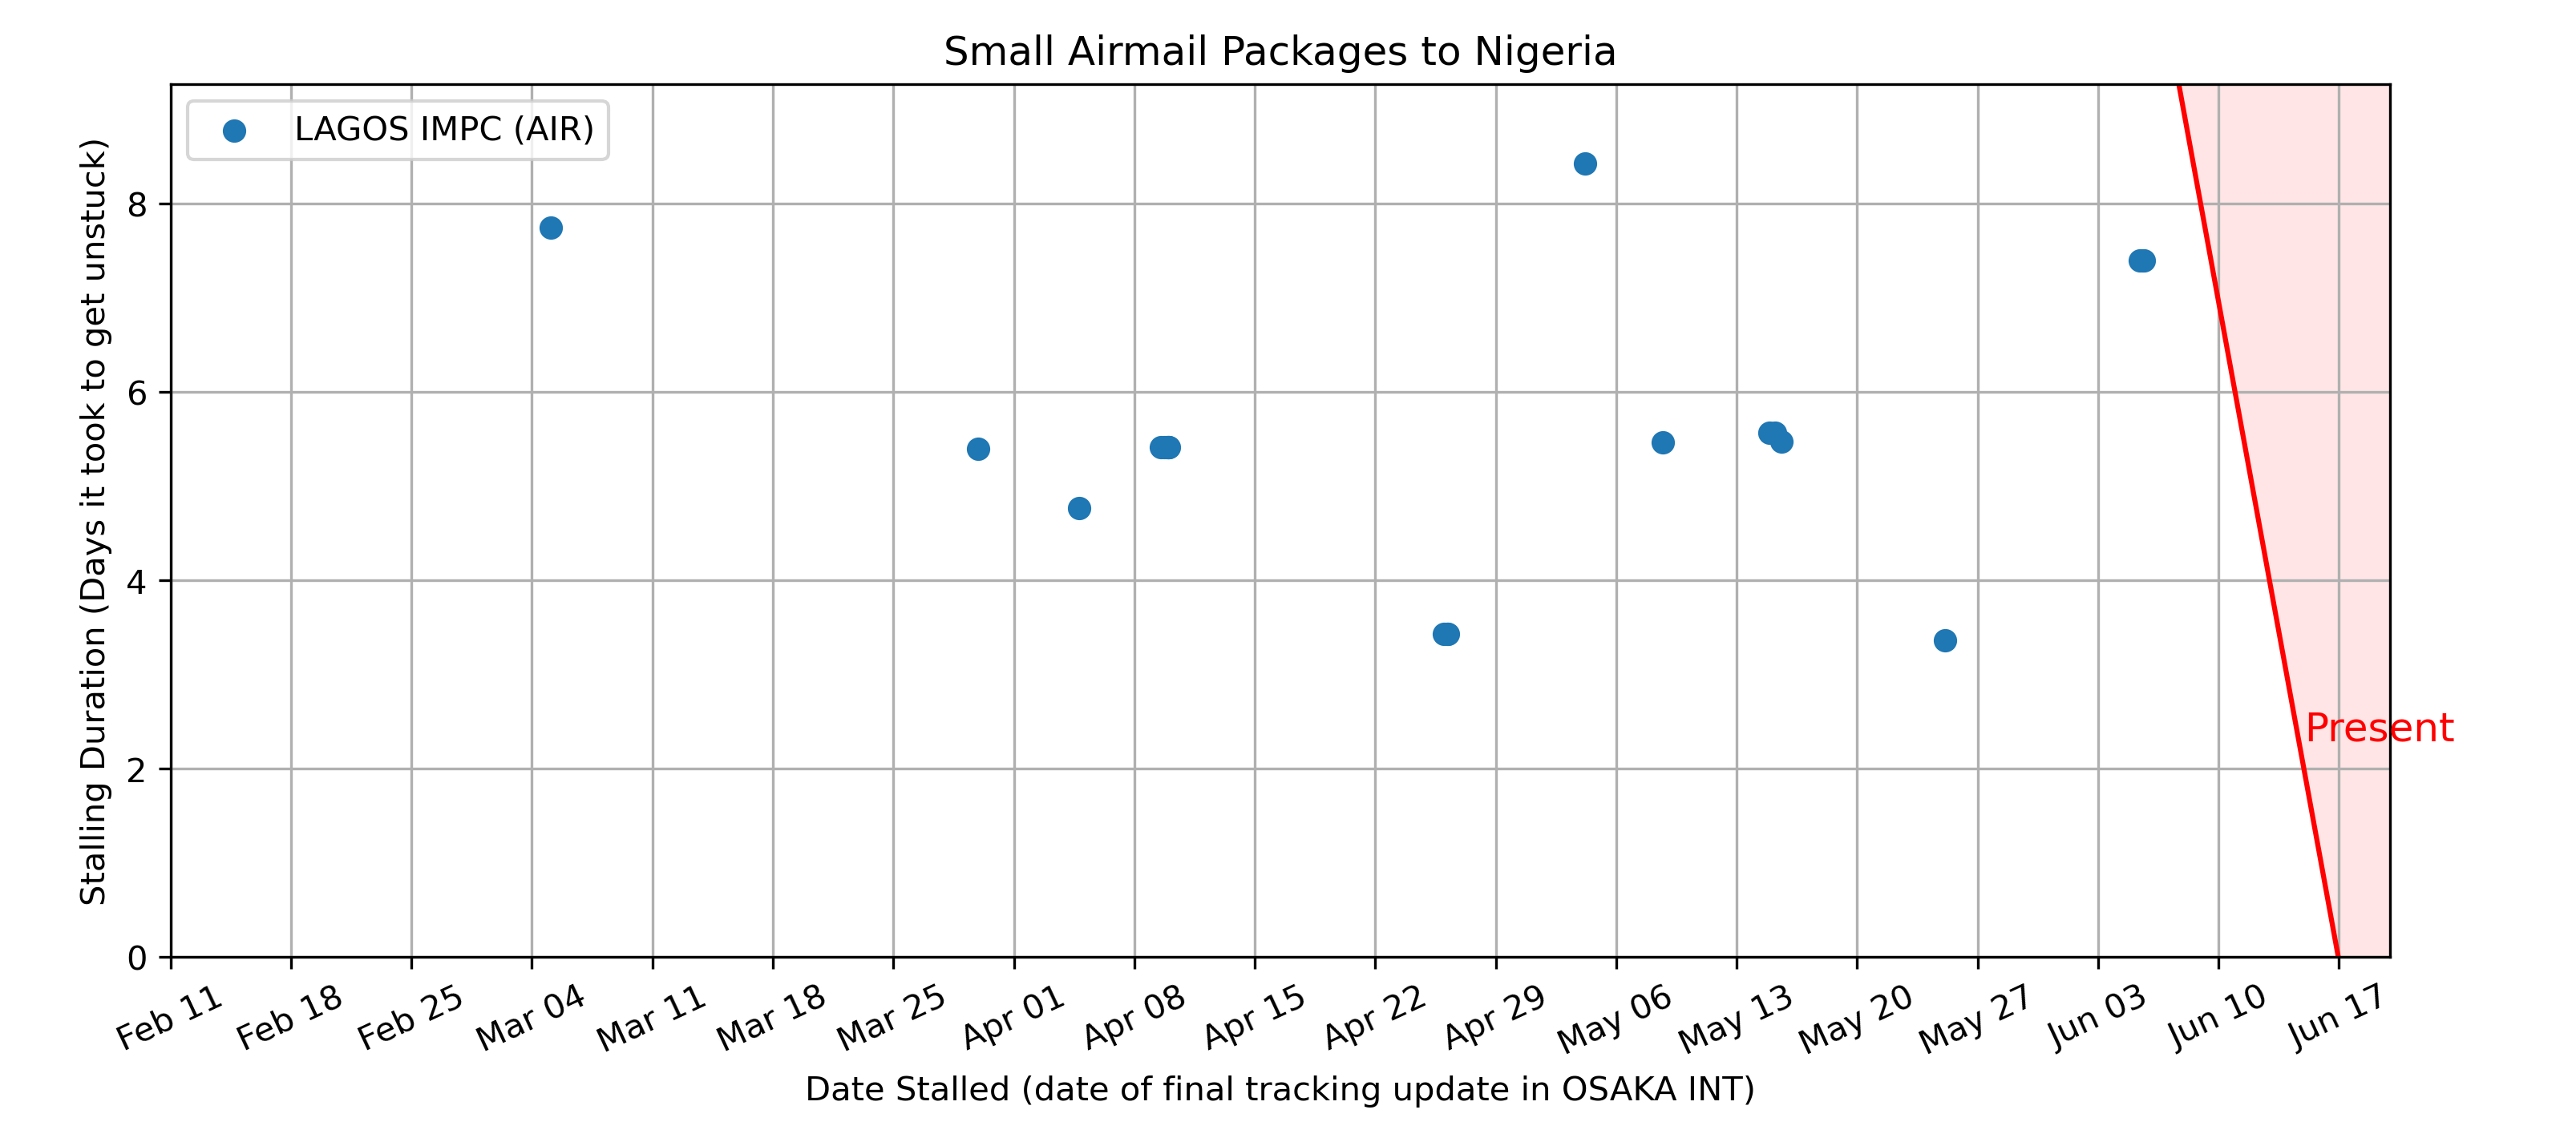 Small Airmail Packages to Nigeria
LAGOS IMPC (AIR)
Stalling Duration (Days it took to get unstuck)
8
6
4
2
0
Present
Feb 11
Feb 18
Feb 25
Mar 04
Mar 11
Mar 18
Mar 25
Apr 01
Apr 08
Apr 15
Apr 22
Apr 29
May 06
May 13
May 20
May 27
Jun 03
Jun 10
Jun 17
Date Stalled (date of final tracking update in OSAKA INT)